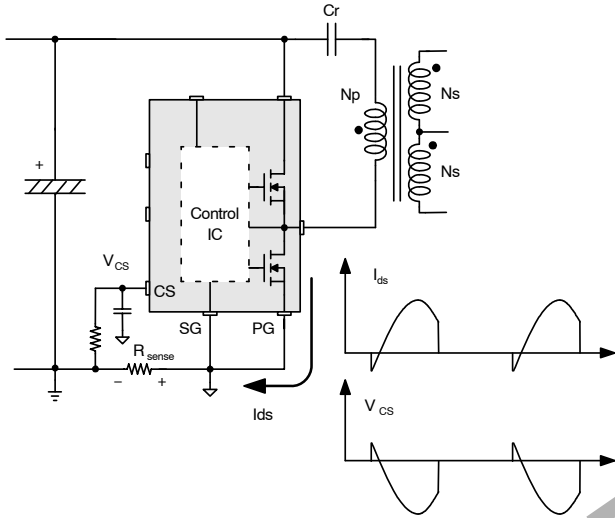 Cr
Np
Ns
+
Control
IC
Ns
VCS
CS
SG PG
Rsense
− +
Ids
Ids
VCS